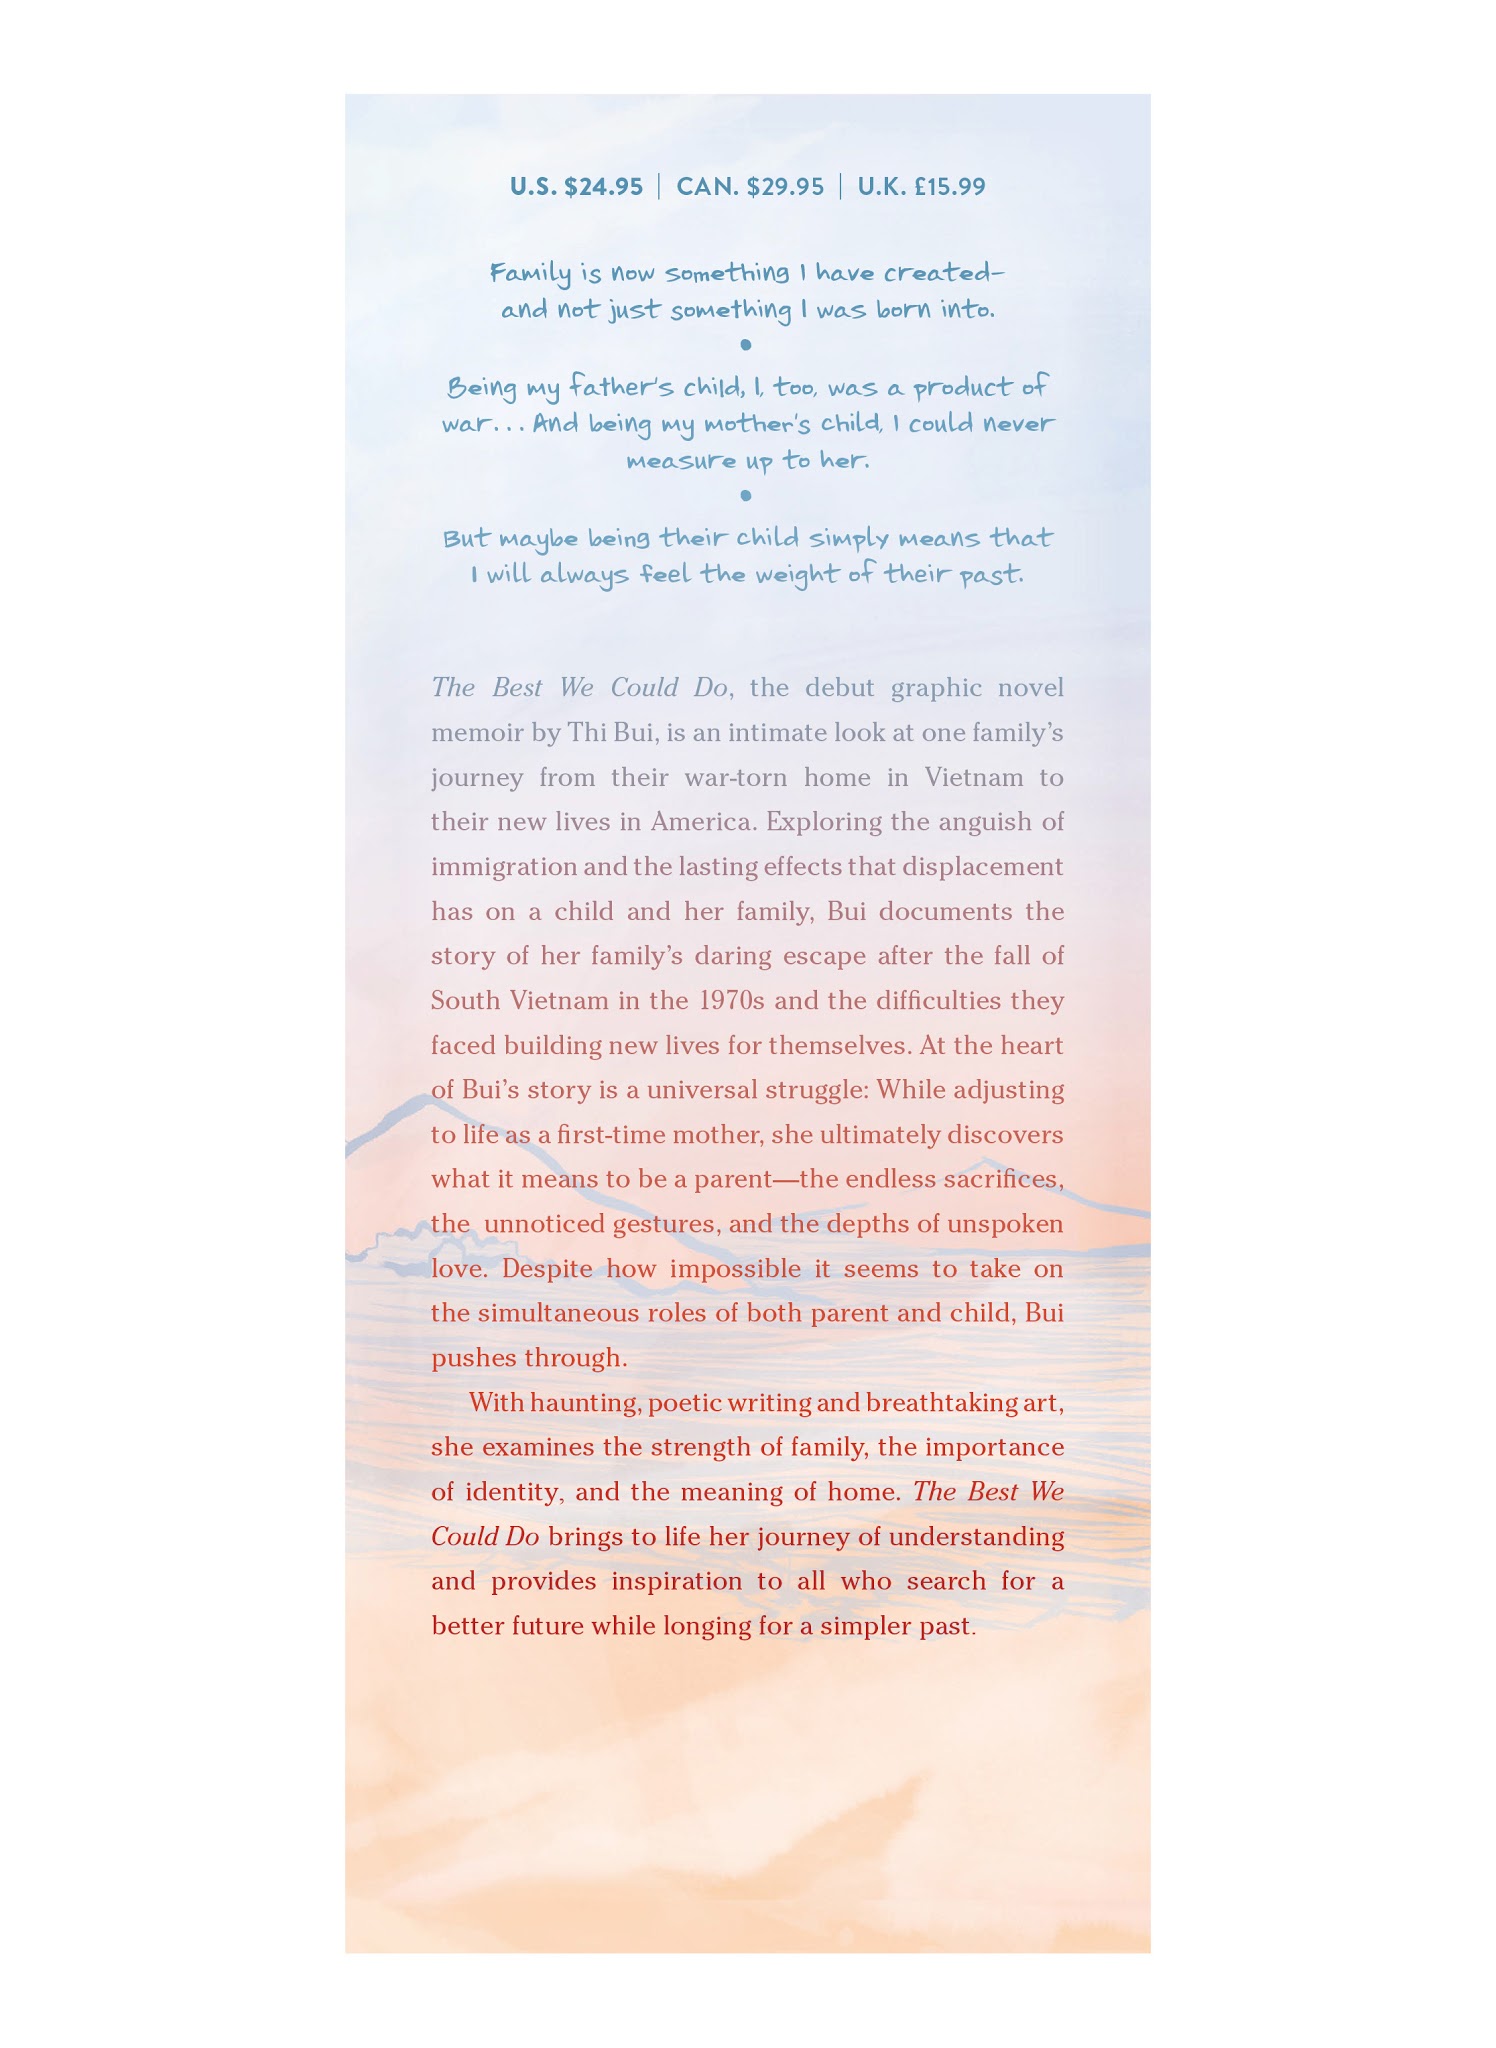 U.S. $24.95 | CAN. $29.95 | U.K. £15.99
Family is now something I have created–
and not just something I was born into.
•
Being my father's child, I, too, was a product of
war... And being my mother's child, I could never
measure up to her.
•
But maybe being their child simply means that
I will always feel the weight of their past.
The Best We Could Do, the debut graphic novel
memoir by Thi Bui, is an intimate look at one family’s
journey from their war-torn home in Vietnam to
their new lives in America. Exploring the anguish of
immigration and the lasting effects that displacement
has on a child and her family, Bui documents the
story of her family’s daring escape after the fall of
South Vietnam in the 1970s and the difficulties they
faced building new lives for themselves. At the heart
of Bui’s story is a universal struggle: While adjusting
to life as a first-time mother, she ultimately discovers
what it means to be a parent—the endless sacrifices,
the unnoticed gestures, and the depths of unspoken
love. Despite how impossible it seems to take on
the simultaneous roles of both parent and child, Bui
pushes through.
With haunting, poetic writing and breathtaking art,
she examines the strength of family, the importance
of identity, and the meaning of home. The Best We
Could Do brings to life her journey of understanding
and provides inspiration to all who search for a
better future while longing for a simpler past.